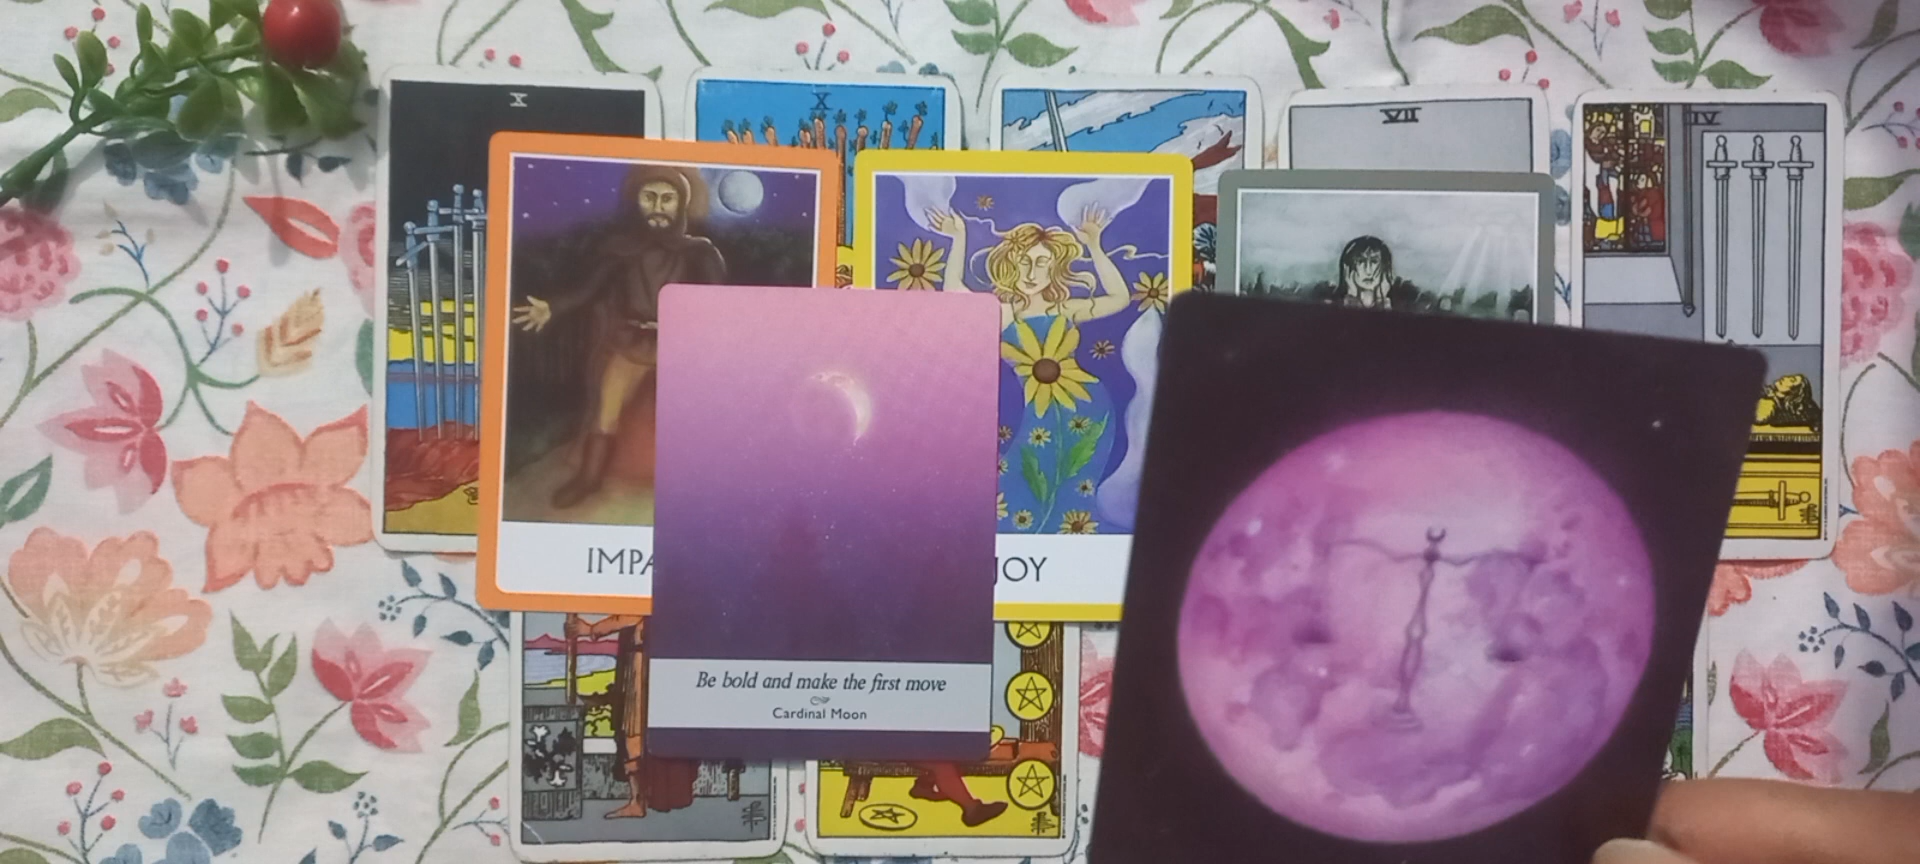 X
X
VII
IV
IMPA
JOY
Be bold and make the first move
Cardinal Moon